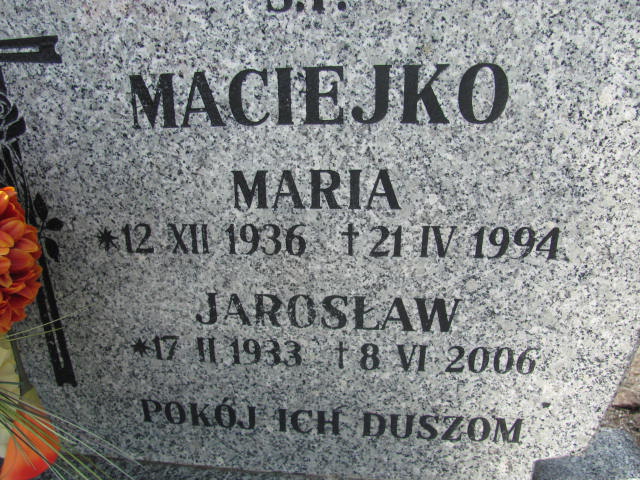 Ś.P.
MACIEJKO
MARIA
*12 XII 1936 †21 IV 1994
JAROSŁAW
*17 II 1933 †8 VI 2006
POKÓJ ICH DUSZOM